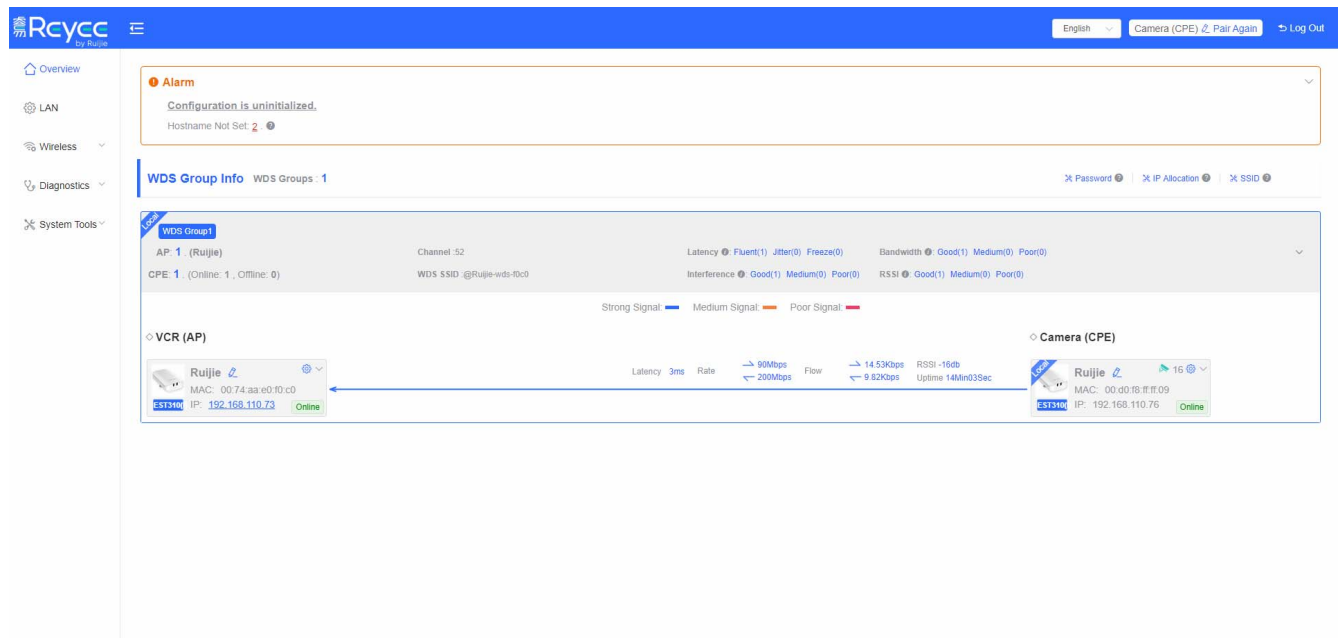 睿易 Reyee
by Ruijie
English
Camera (CPE) Pair Again
Log Out
Overview
LAN
Wireless
Diagnostics
System Tools
Alarm
Configuration is uninitialized.
Hostname Not Set: 2 .
WDS Group Info WDS Groups : 1
Password
IP Allocation
SSID
Local
WDS Group1
AP: 1 . (Ruijie) Channel :52 Latency : Fluent(1) Jitter(0) Freeze(0) Bandwidth : Good(1) Medium(0) Poor(0)
CPE: 1 . (Online: 1 , Offline: 0) WDS SSID :@Ruijie-wds-f0c0 Interference : Good(1) Medium(0) Poor(0) RSSI : Good(1) Medium(0) Poor(0)
Strong Signal: Medium Signal: Poor Signal:
VCR (AP)
Camera (CPE)
Ruijie
MAC: 00:74:aa:e0:f0:c0
EST310 IP: 192.168.110.73 Online
Latency 3ms Rate 90Mbps 200Mbps Flow 14.53Kbps 9.82Kbps RSSI -16db Uptime 14Min03Sec
Local
Ruijie 16
MAC: 00:d0:f8:ff:ff:09
EST310 IP: 192.168.110.76 Online